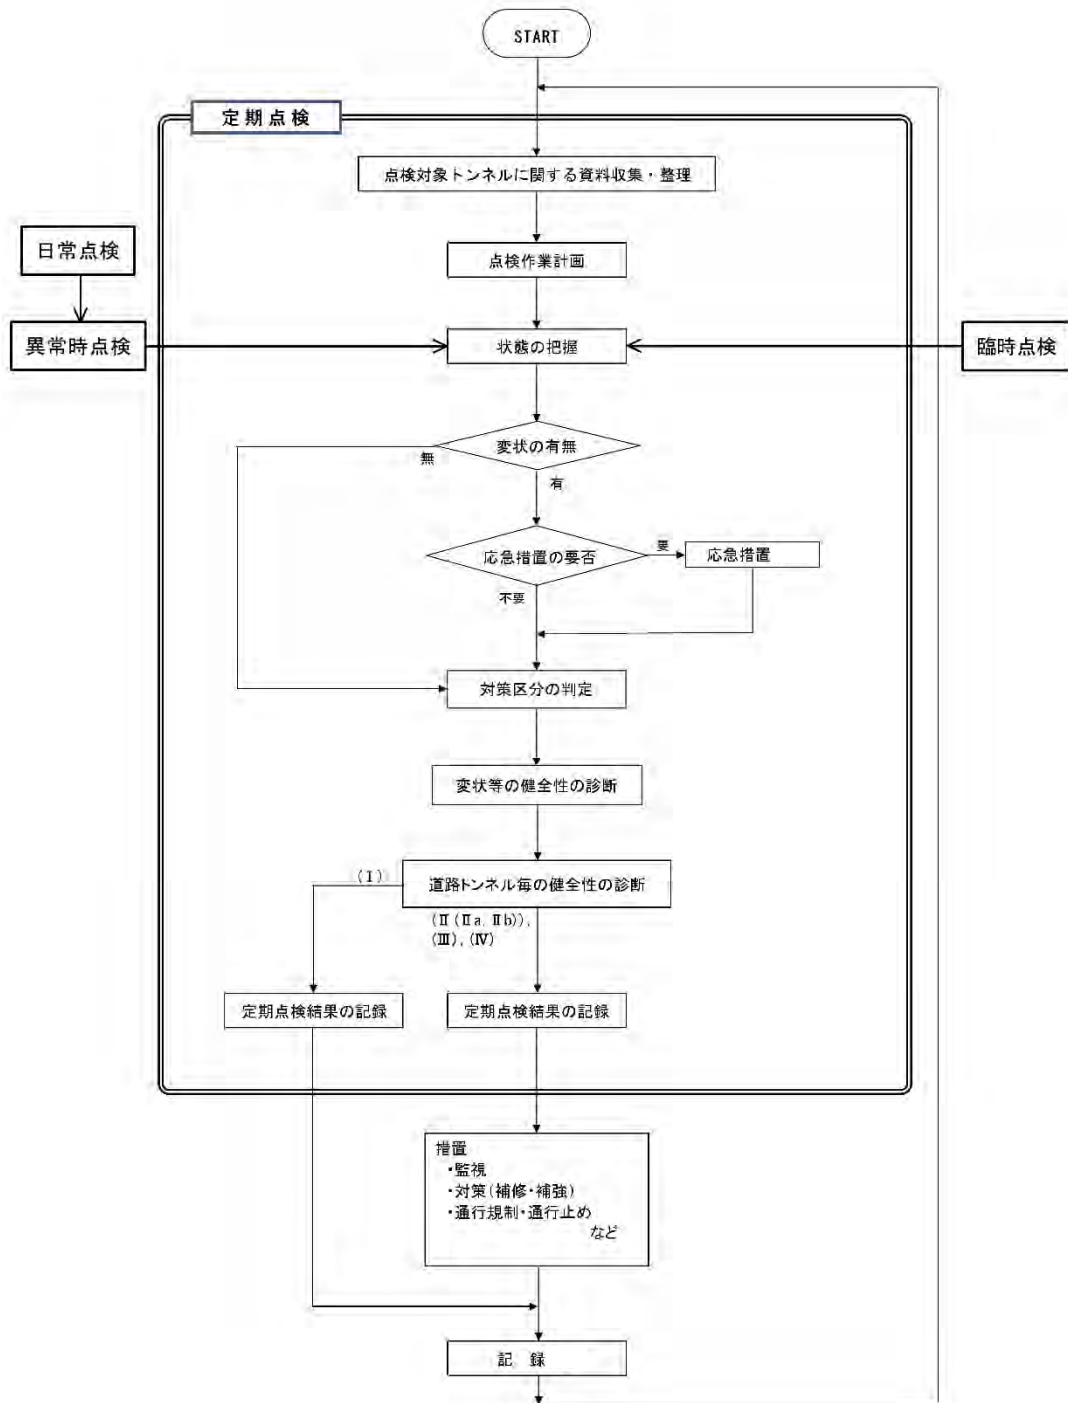 START
定期点検
点検対象トンネルに関する資料収集・整理
日常点検
点検作業計画
異常時点検
状態の把握
臨時点検
変状の有無
無
有
応急措置の要否
要
応急措置
不要
対策区分の判定
変状等の健全性の診断
(Ⅰ)
道路トンネル毎の健全性の診断
(Ⅱ(Ⅱa, Ⅱb)),
(Ⅲ), (Ⅳ)
定期点検結果の記録
定期点検結果の記録
措置
・監視
・対策(補修・補強)
・通行規制・通行止め
など
記 録